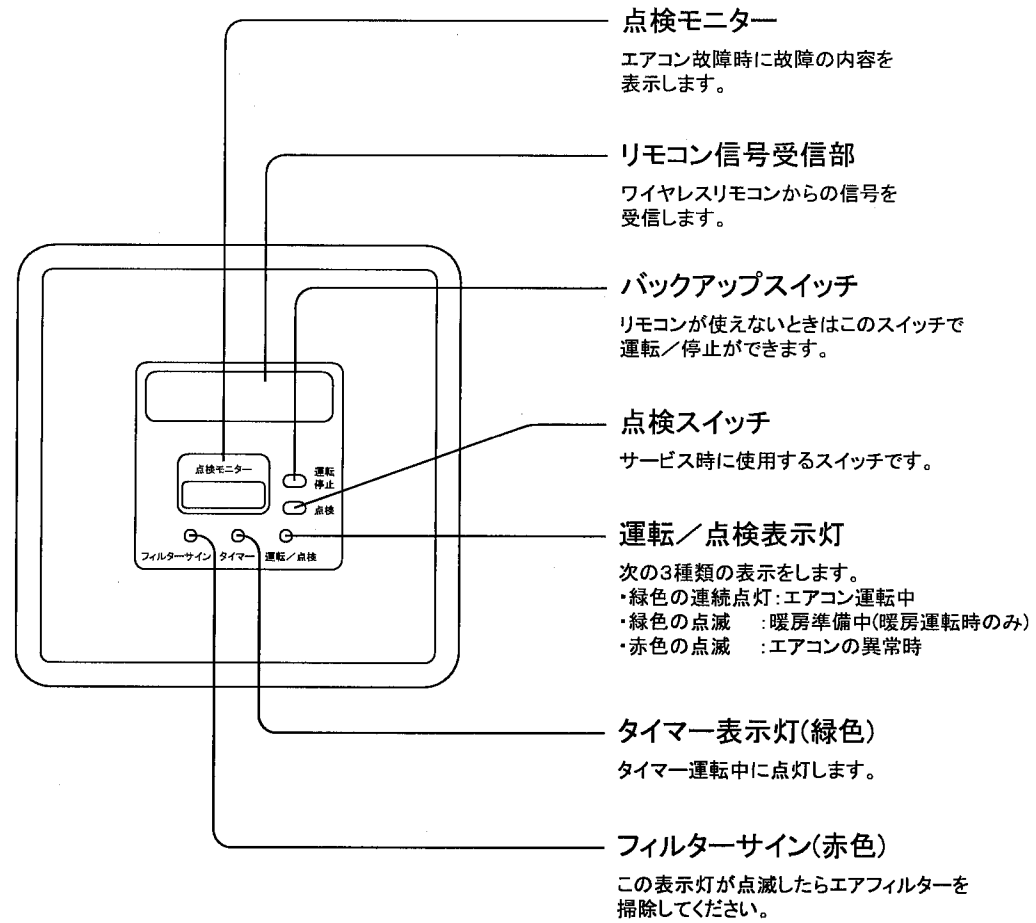 点検モニター
エアコン故障時に故障の内容を
表示します。
リモコン信号受信部
ワイヤレスリモコンからの信号を
受信します。
バックアップスイッチ
リモコンが使えないときはこのスイッチで
運転／停止ができます。
点検スイッチ
サービス時に使用するスイッチです。
運転／点検表示灯
次の3種類の表示をします。
・緑色の連続点灯:エアコン運転中
・緑色の点滅　:暖房準備中(暖房運転時のみ)
・赤色の点滅　:エアコンの異常時
タイマー表示灯(緑色)
タイマー運転中に点灯します。
フィルターサイン(赤色)
この表示灯が点滅したらエアフィルターを
掃除してください。
点検モニター
運転
停止
点検
フィルターサイン タイマー 運転／点検